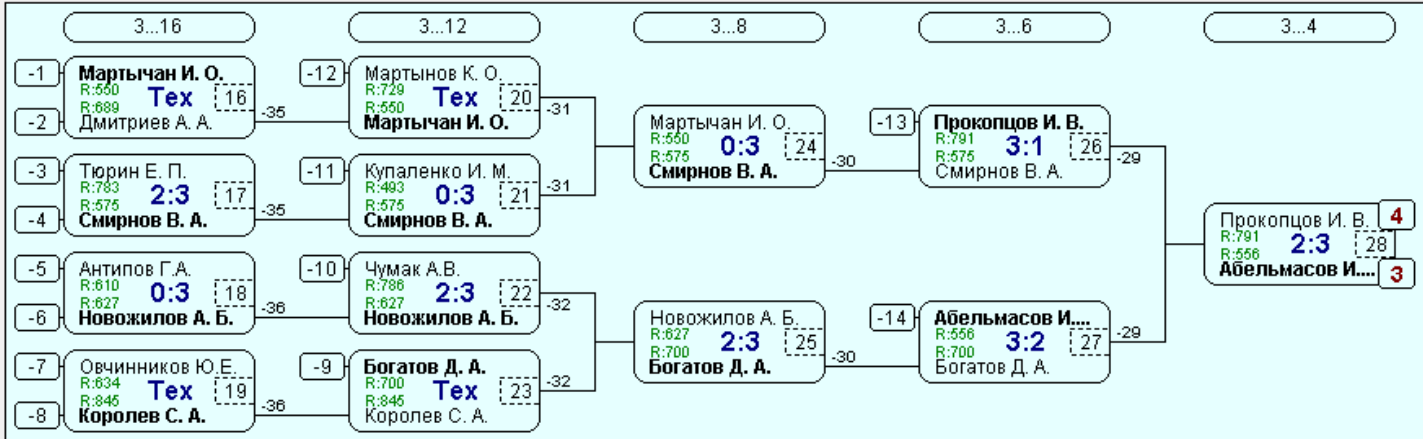 3...16
3...12
3...8
3...6
3...4
-1
Мартычан И. О.
R:550
Тех
16
R:689
-2
Дмитриев А. А.
-35
-3
Тюрин Е. П.
R:783
2:3
17
R:575
-4
Смирнов В. А.
-35
-5
Антипов Г.А.
R:610
0:3
18
R:627
-6
Новожилов А. Б.
-36
-7
Овчинников Ю.Е.
R:634
Тех
19
R:845
-8
Королев С. А.
-36
-12
Мартынов К. О.
R:729
Тех
20
R:550
Мартычан И. О.
-31
-11
Купаленко И. М.
R:493
0:3
21
R:575
Смирнов В. А.
-31
-10
Чумак А.В.
R:786
2:3
22
R:627
Новожилов А. Б.
-32
-9
Богатов Д. А.
R:700
Тех
23
R:845
Королев С. А.
-32
Мартычан И. О.
R:550
0:3
24
R:575
Смирнов В. А.
-30
Новожилов А. Б.
R:627
2:3
25
R:700
Богатов Д. А.
-30
-13
Прокопцов И. В.
R:791
3:1
26
R:575
Смирнов В. А.
-29
-14
Абельмасов И....
R:556
3:2
27
R:700
Богатов Д. А.
-29
Прокопцов И. В.
4
R:791
2:3
28
R:556
Абельмасов И....
3